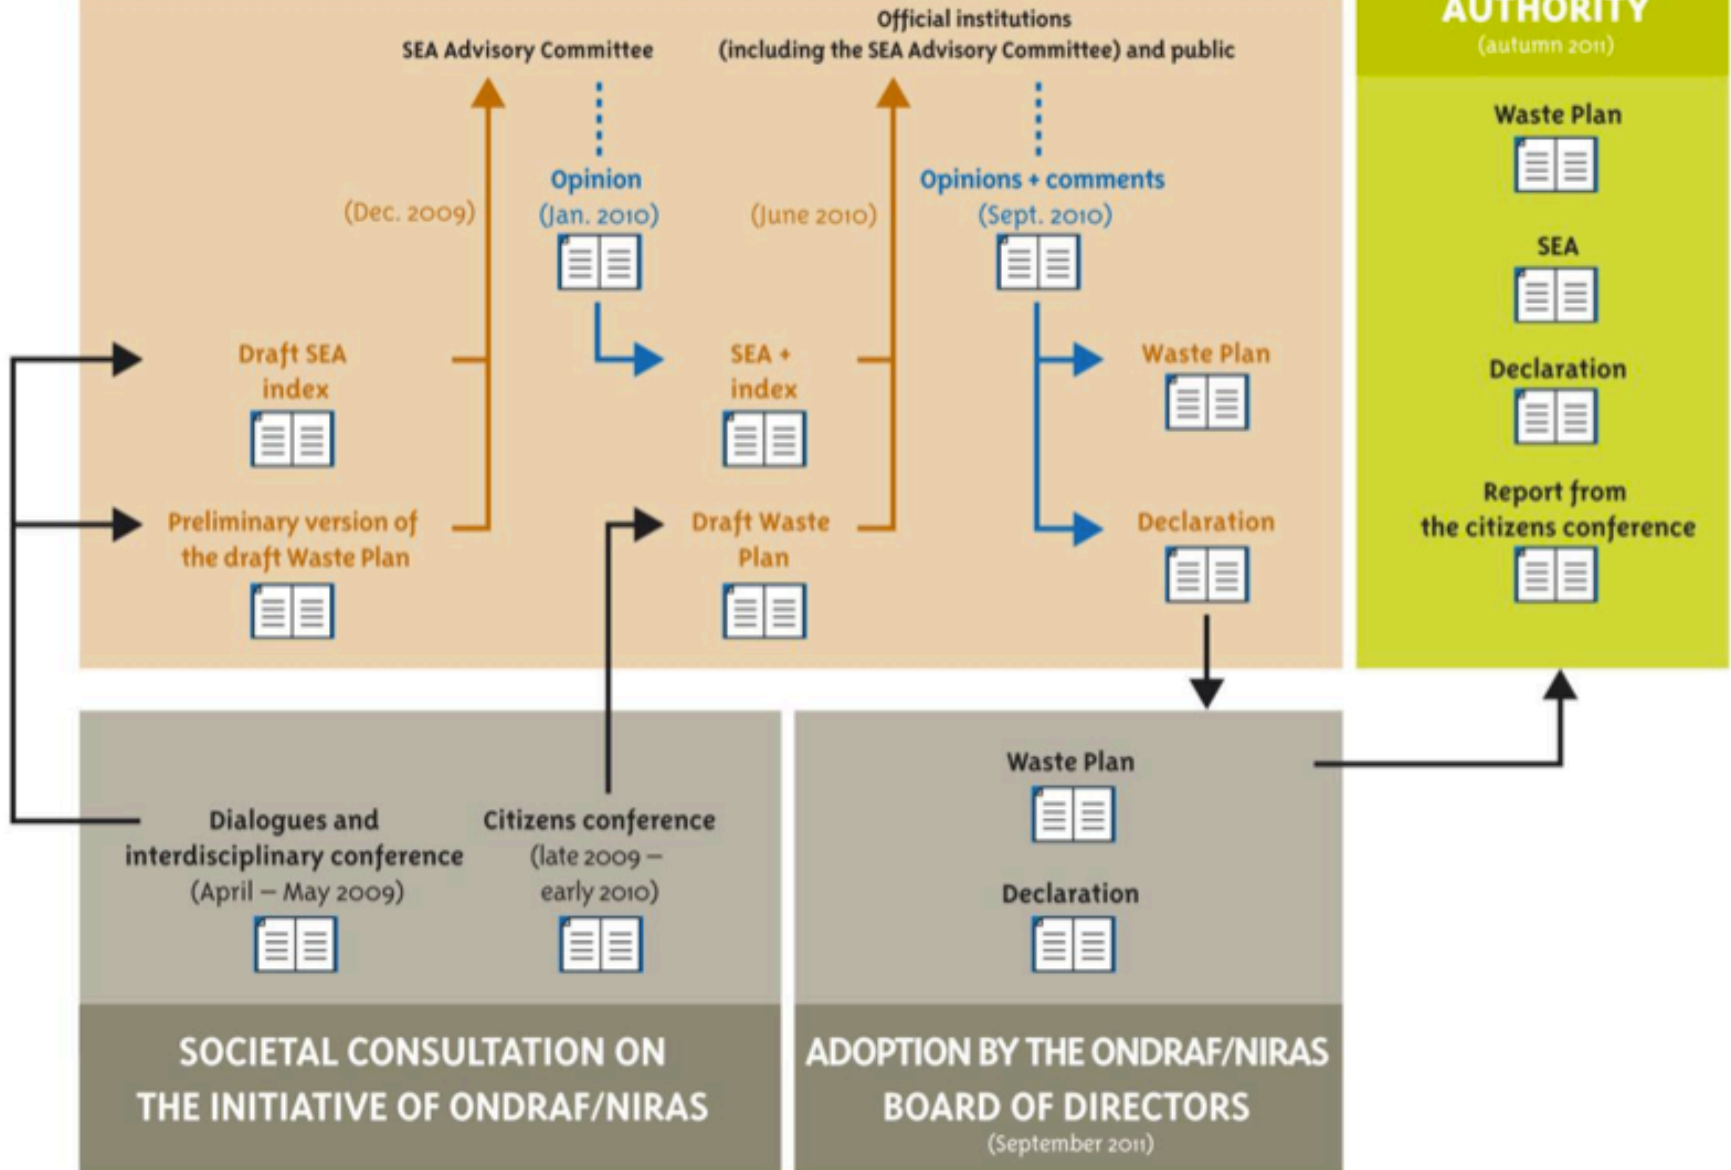 Official institutions
SEA Advisory Committee
(including the SEA Advisory Committee) and public
Opinion
(Dec. 2009)
(Jan. 2010)
(June 2010)
Opinions + comments
(Sept. 2010)
Draft SEA
index
SEA +
index
Waste Plan
Preliminary version of
the draft Waste Plan
Draft Waste
Plan
Declaration
AUTHORITY
(autumn 2011)
Waste Plan
SEA
Declaration
Report from
the citizens conference
Dialogues and
interdisciplinary conference
(April – May 2009)
Citizens conference
(late 2009 –
early 2010)
SOCIETAL CONSULTATION ON
THE INITIATIVE OF ONDRAF/NIRAS
Waste Plan
Declaration
ADOPTION BY THE ONDRAF/NIRAS
BOARD OF DIRECTORS
(September 2011)